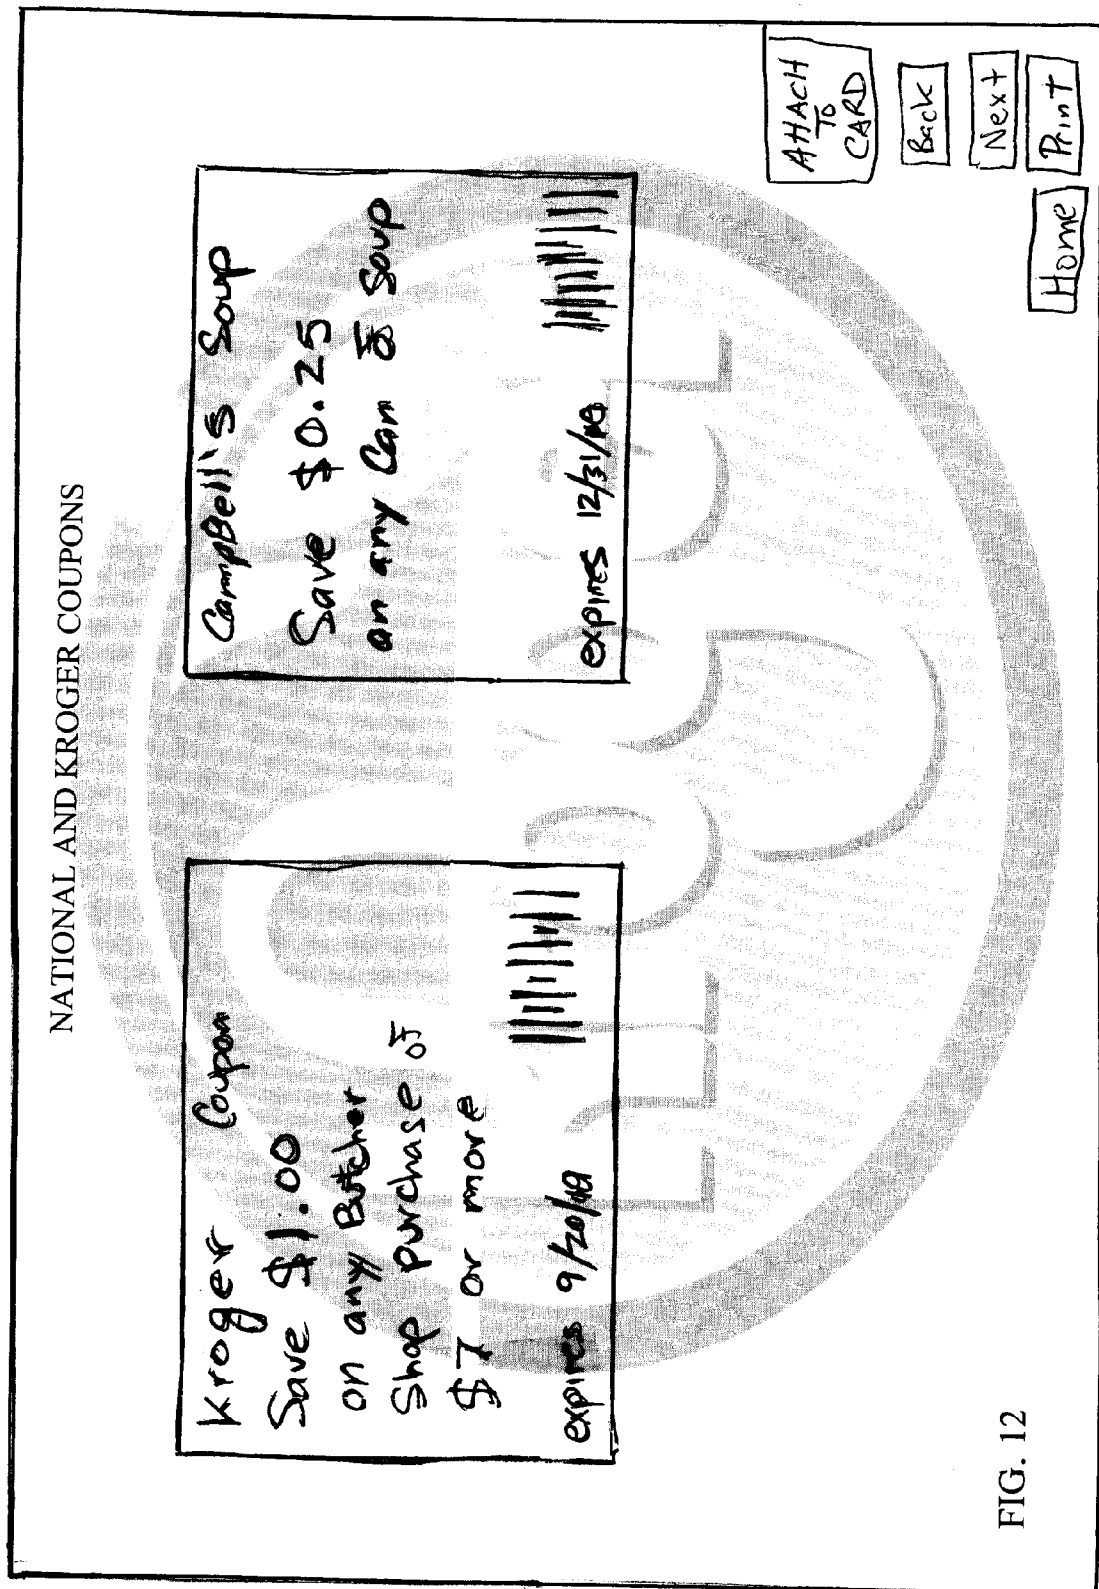 NATIONAL AND KROGER COUPONS
Kroger Coupon
Save $1.00
on any Butcher
Shop purchase of
$7 or more
expires 9/20/
CampBell's Soup
Save $0.25
on any Can of Soup
expires 12/31/
ATTACH
TO
CARD
Back
Next
Home
Print
FIG. 12